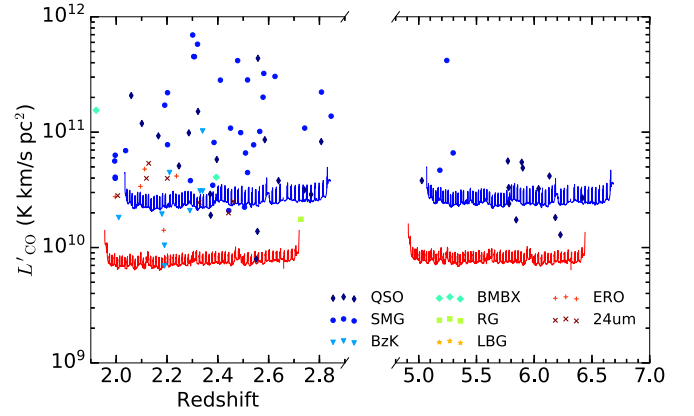 10^12
10^11
10^10
10^9
L'CO (K km/s pc^2)
QSO BMBX ERO
SMG RG 24um
BzK LBG
2.0 2.2 2.4 2.6 2.8 5.0 5.5 6.0 6.5 7.0
Redshift